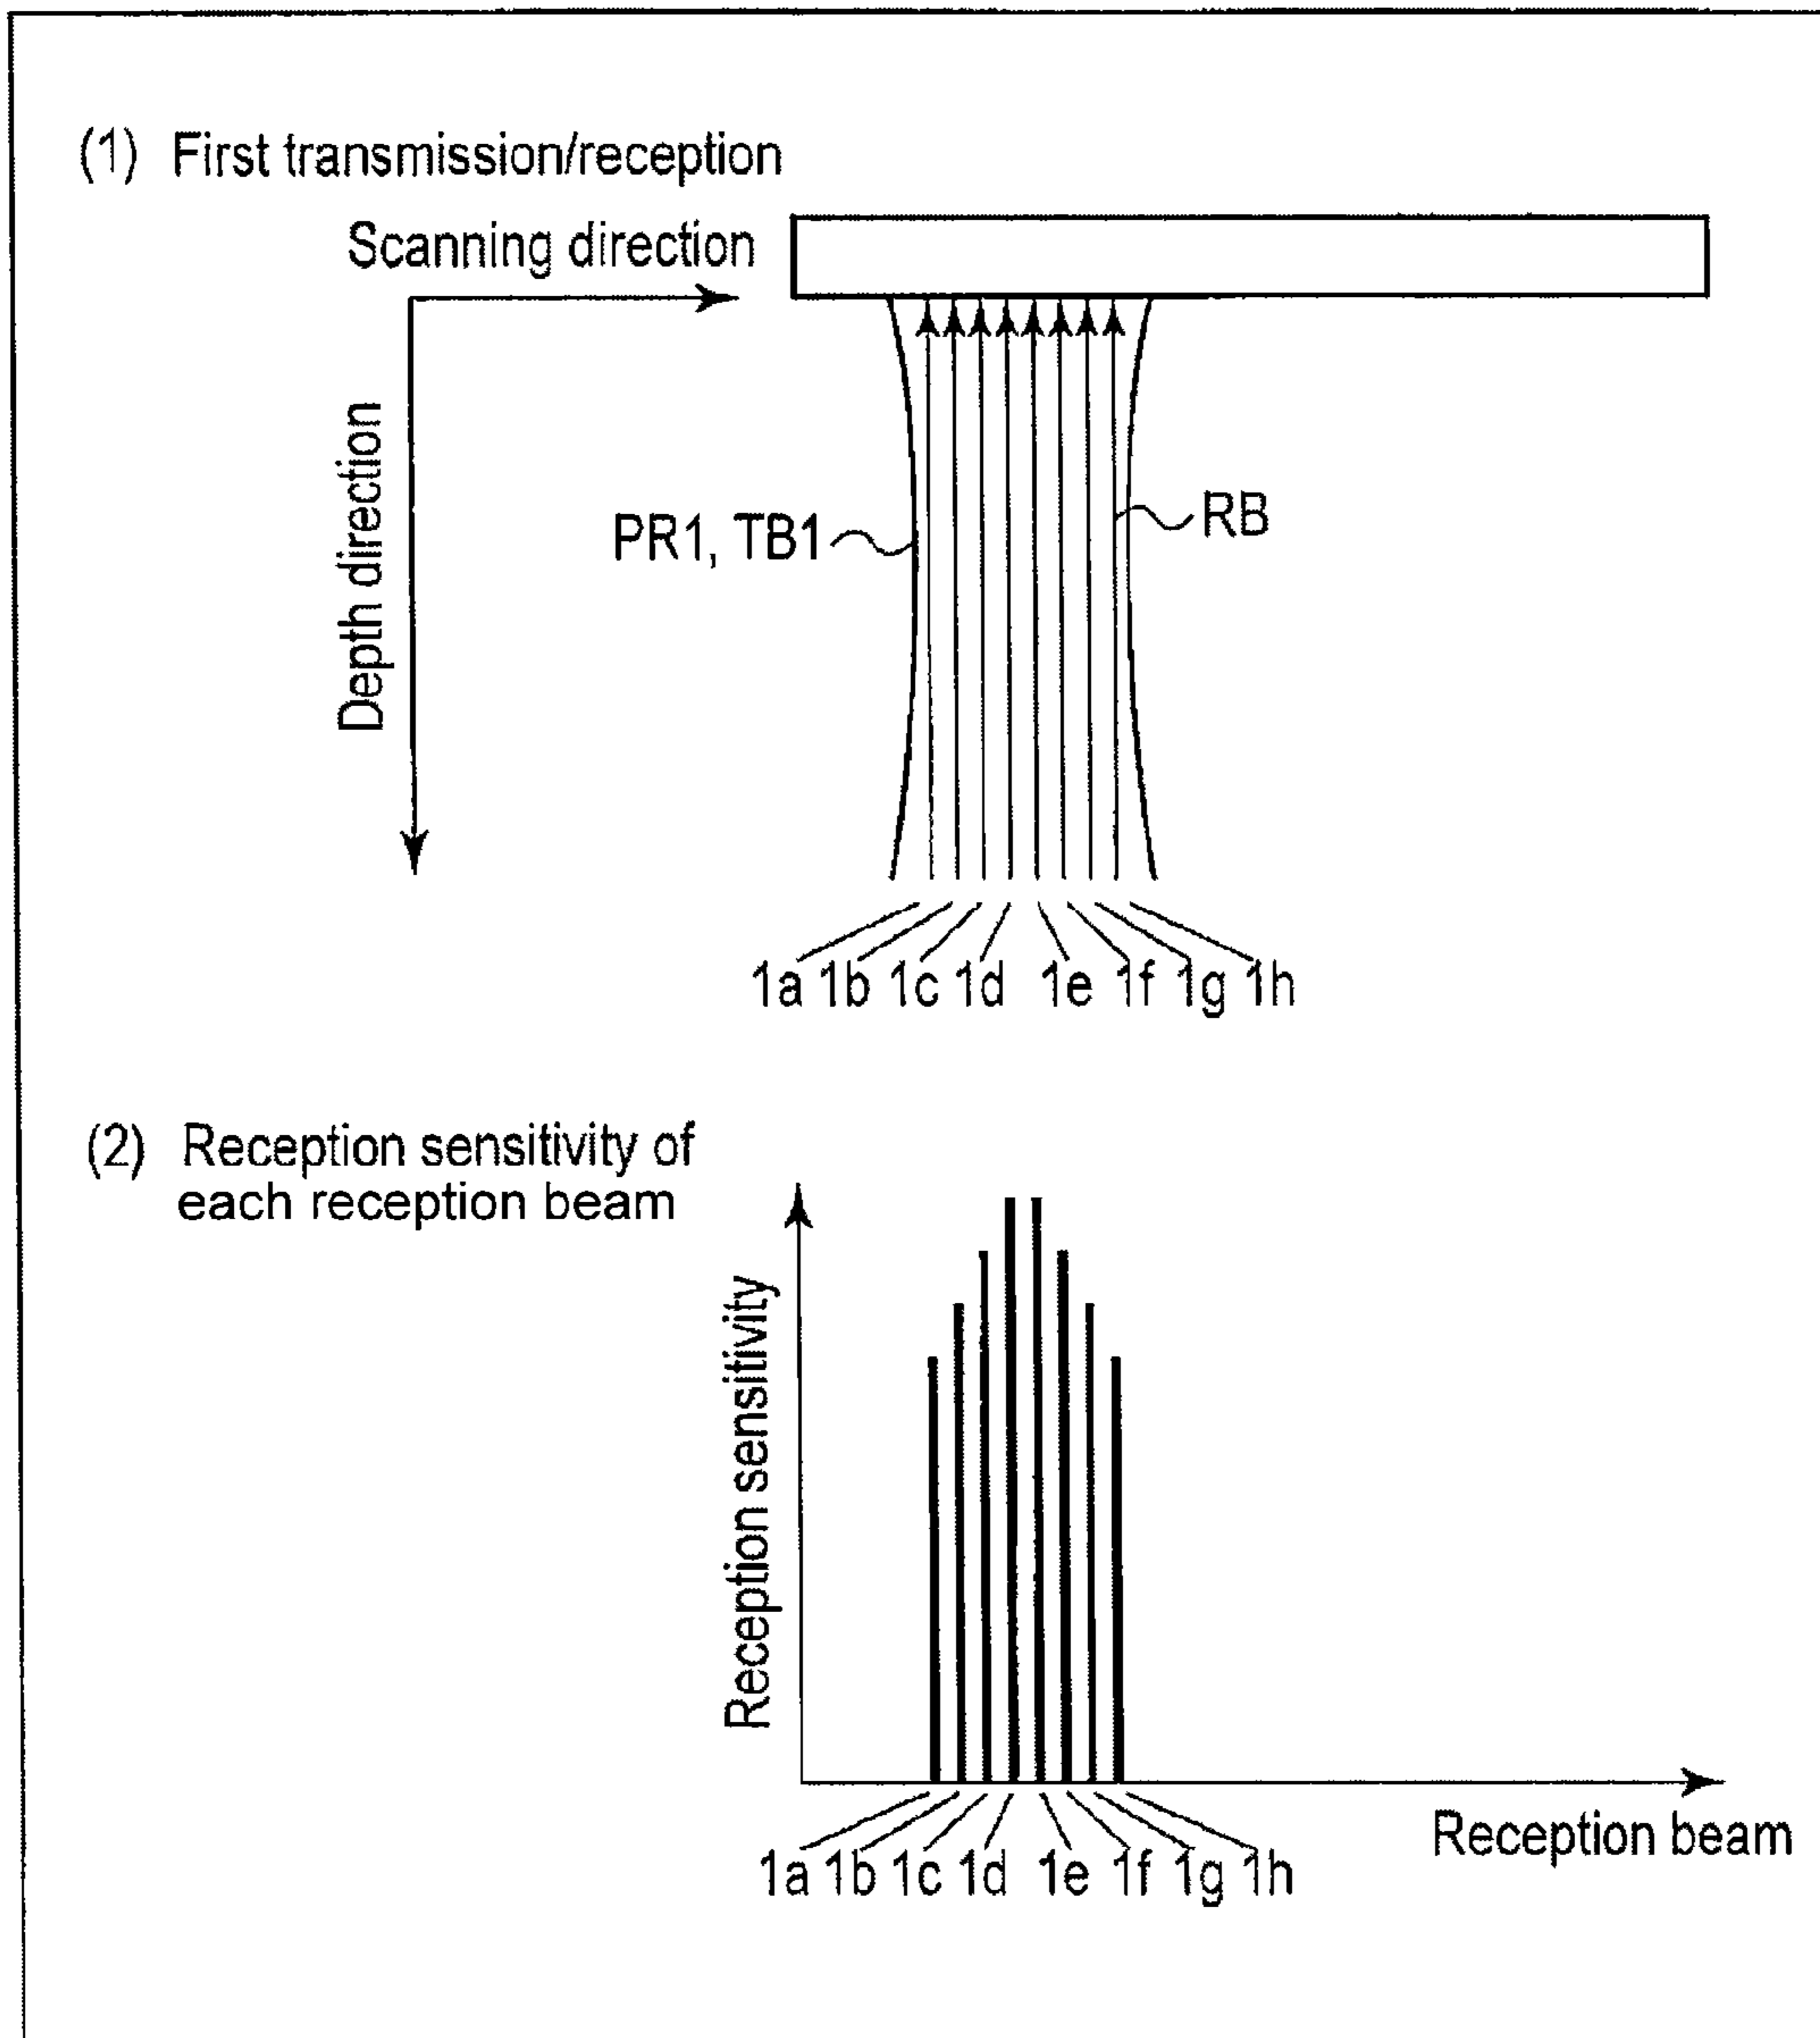 (1) First transmission/reception
Scanning direction
Depth direction
PR1, TB1
RB
1a 1b 1c 1d 1e 1f 1g 1h
(2) Reception sensitivity of
each reception beam
Reception sensitivity
Reception beam
1a 1b 1c 1d 1e 1f 1g 1h